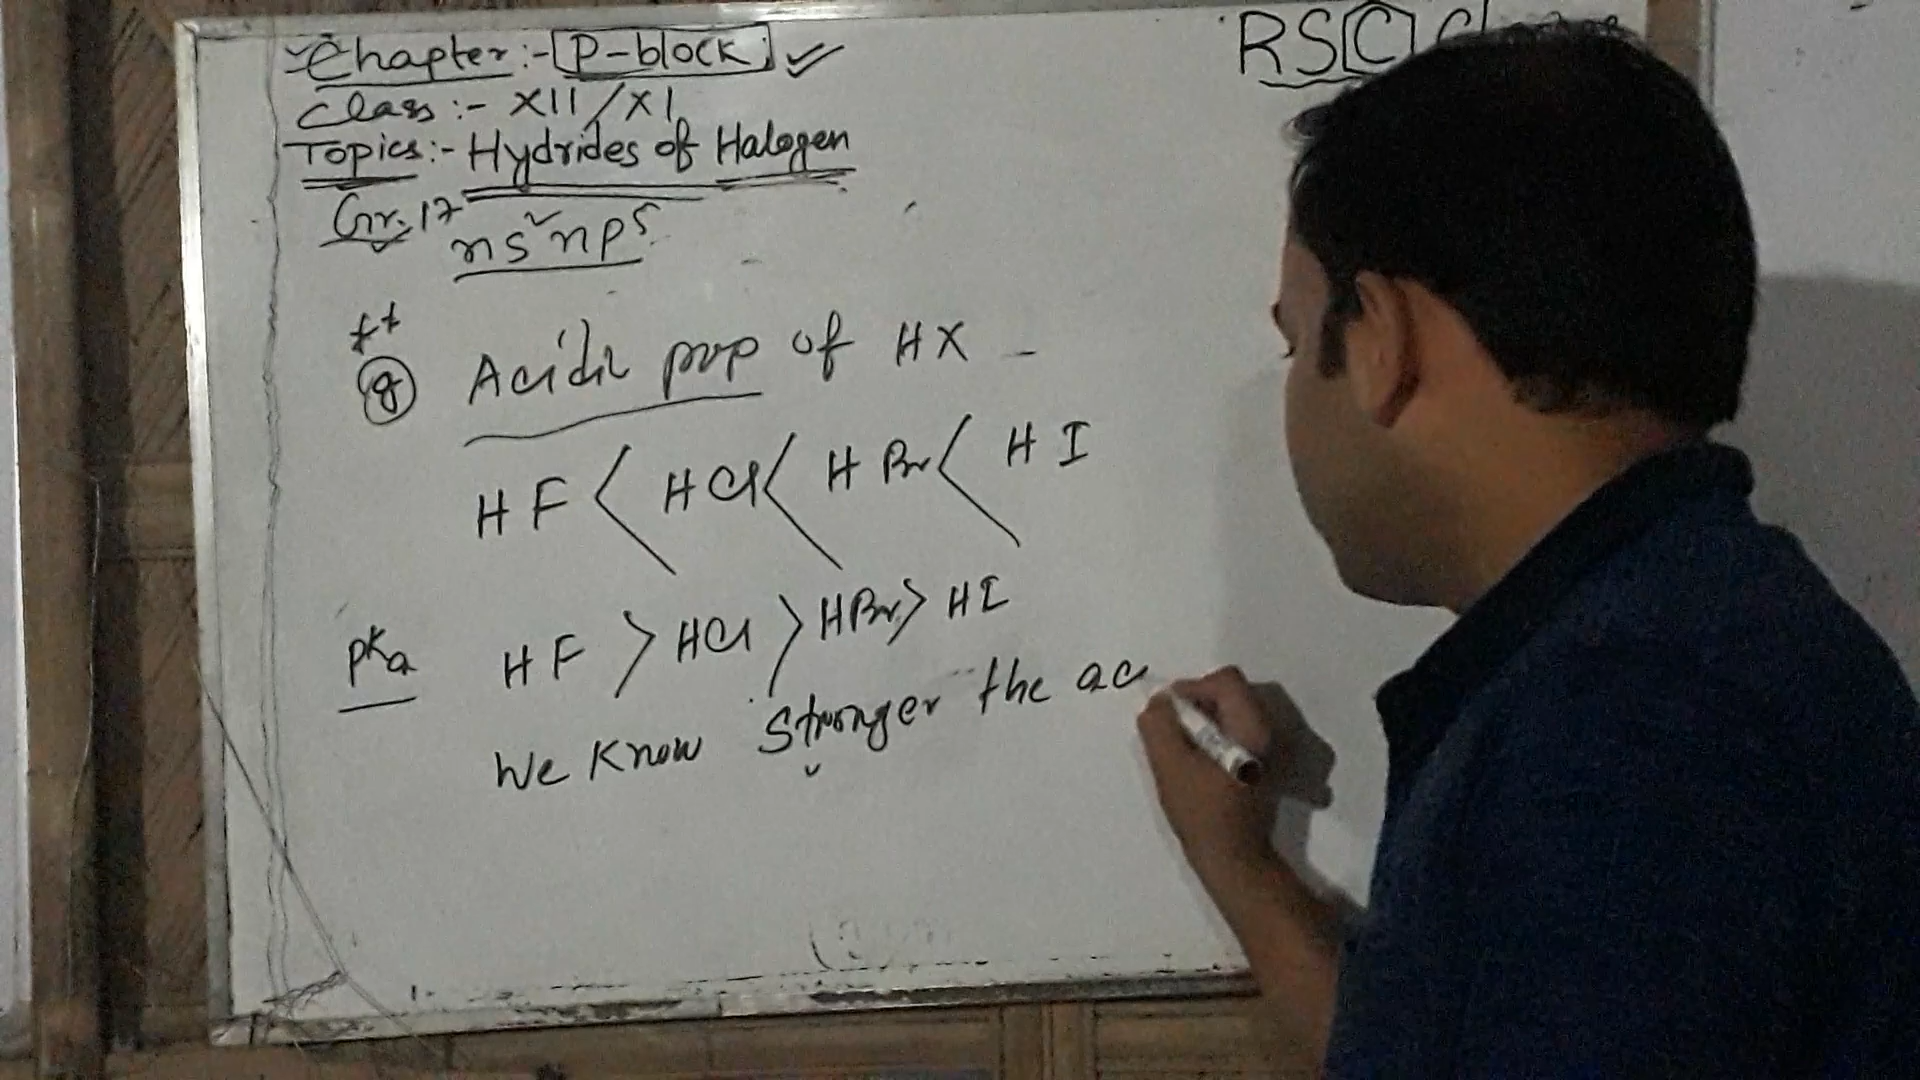 Chapter:- P-block
RSC
Class :- XII/XI
Topics:- Hydrides of Halogen
Gr. 17
ns²np⁵
g Acidic prop of HX -
HF < HCl < HBr < HI
pKa HF > HCl > HBr > HI
We Know Stronger the ac